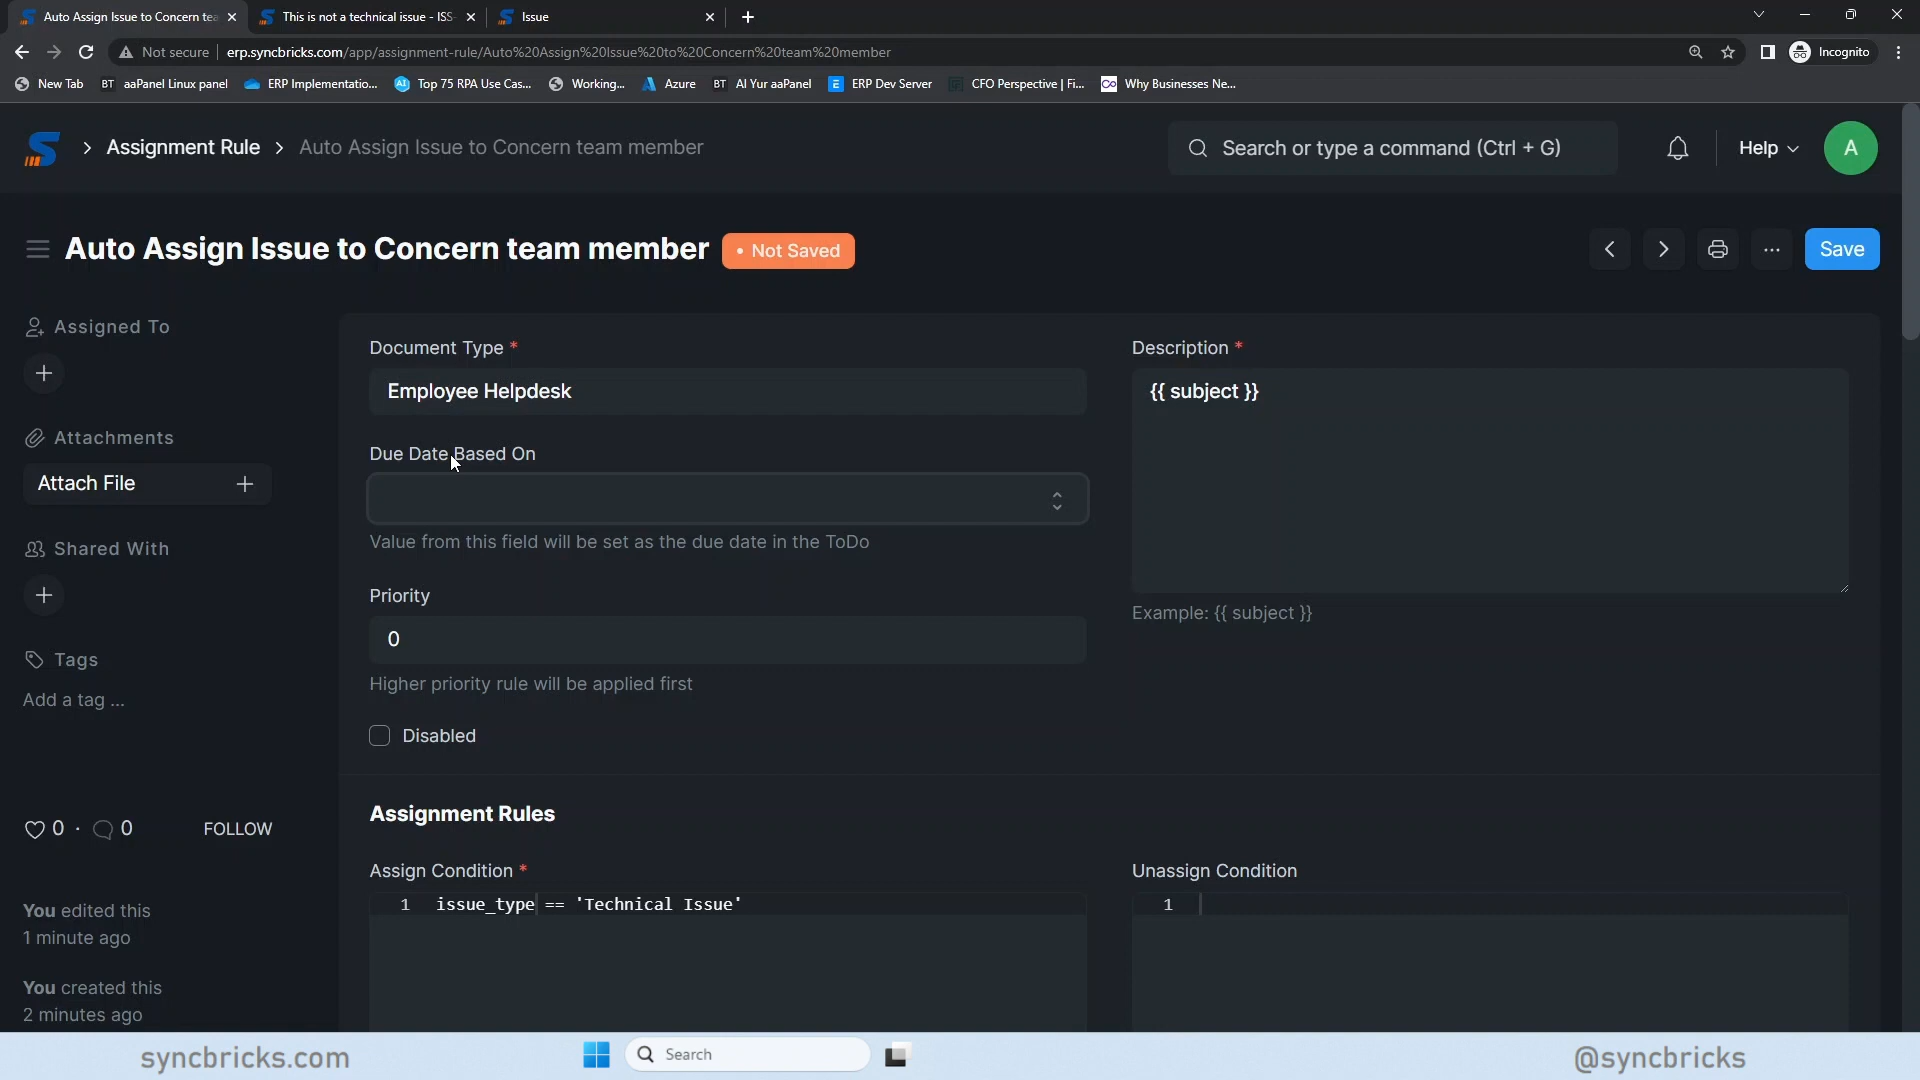 Auto Assign Issue to Concern tea
This is not a technical issue - ISS-
Issue
Not secure
erp.syncbricks.com/app/assignment-rule/Auto%20Assign%20Issue%20to%20Concern%20team%20member
Incognito
New Tab
aaPanel Linux panel
ERP Implementatio...
Top 75 RPA Use Cas...
Working...
Azure
AI Yur aaPanel
ERP Dev Server
CFO Perspective | Fi...
Why Businesses Ne...
Assignment Rule
Auto Assign Issue to Concern team member
Search or type a command (Ctrl + G)
Help
A
Auto Assign Issue to Concern team member
• Not Saved
Save
Assigned To
Attachments
Attach File
Shared With
Tags
Add a tag ...
0 · 0
FOLLOW
You edited this
1 minute ago
You created this
2 minutes ago
Document Type *
Employee Helpdesk
Due Date Based On
Value from this field will be set as the due date in the ToDo
Priority
0
Higher priority rule will be applied first
Disabled
Description *
{{ subject }}
Example: {{ subject }}
Assignment Rules
Assign Condition *
1 issue_type == 'Technical Issue'
Unassign Condition
1
syncbricks.com
Search
@syncbricks